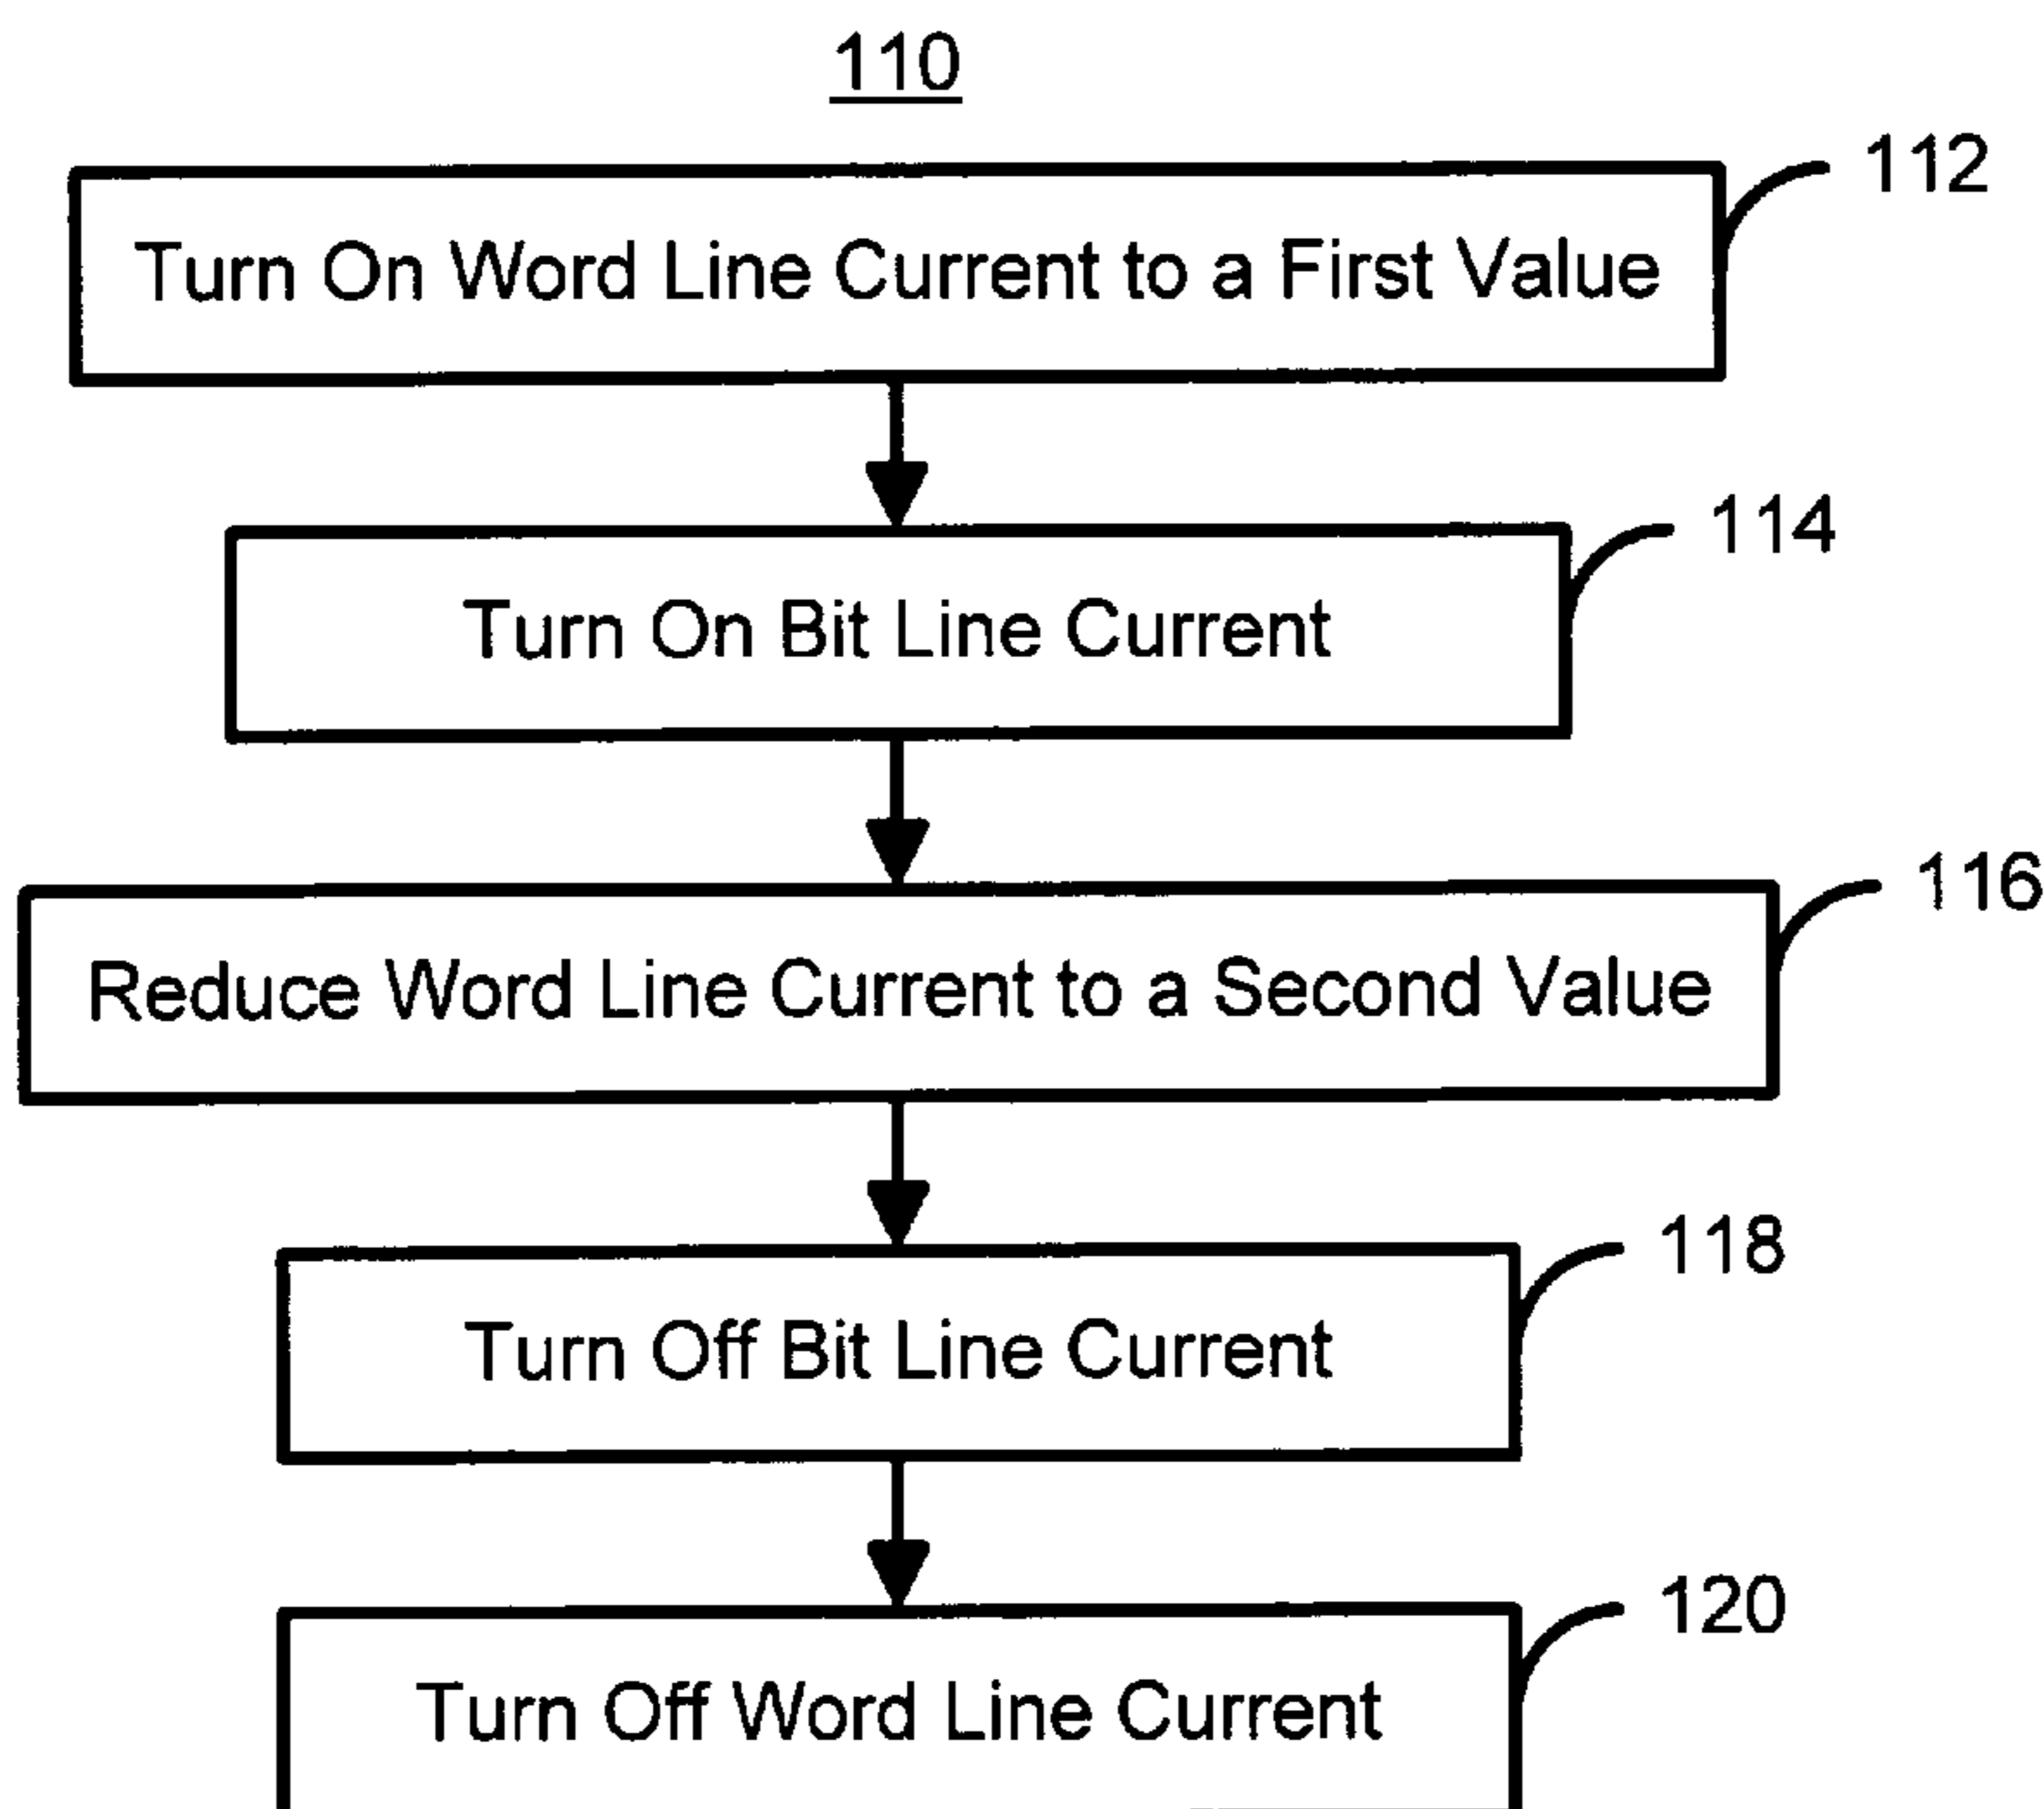 110
112
Turn On Word Line Current to a First Value
114
Turn On Bit Line Current
116
Reduce Word Line Current to a Second Value
118
Turn Off Bit Line Current
120
Turn Off Word Line Current